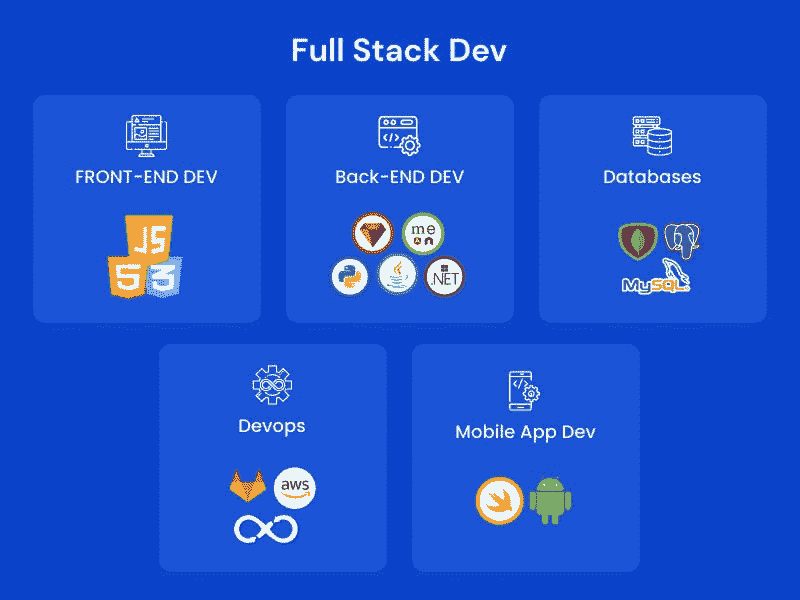 Full Stack Dev
FRONT-END DEV
JS
5
3
Back-END DEV
me
an
.NET
Databases
MySQL
Devops
aws
Mobile App Dev